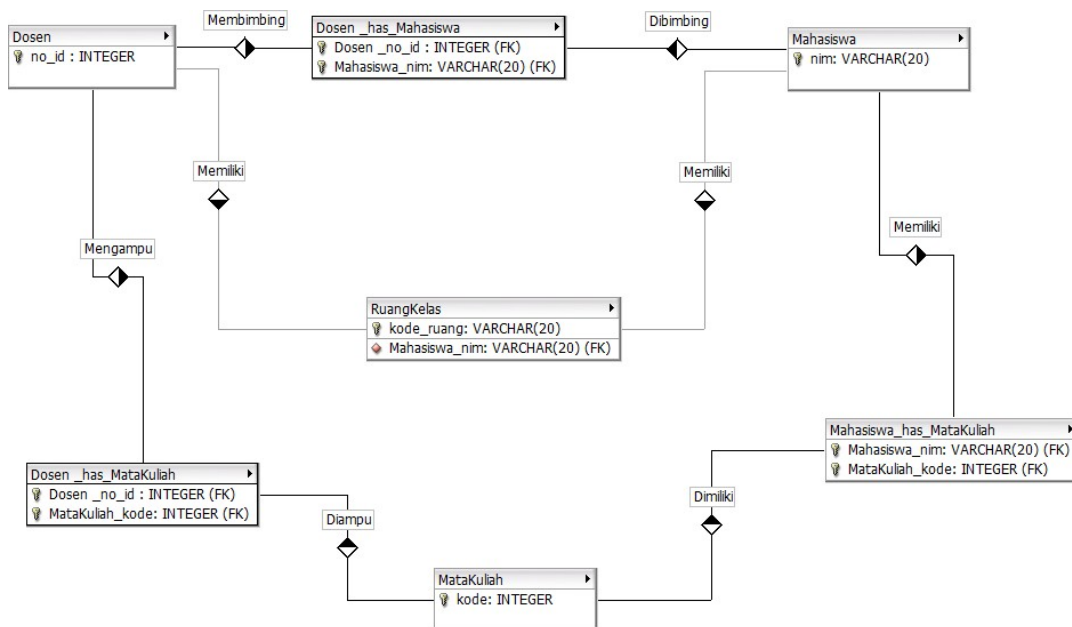 Membimbing
Dibimbing
Dosen
no_id : INTEGER
Dosen _has_Mahasiswa
Dosen _no_id : INTEGER (FK)
Mahasiswa_nim: VARCHAR(20) (FK)
Mahasiswa
nim: VARCHAR(20)
Memiliki
Memiliki
Memiliki
Mengampu
RuangKelas
kode_ruang: VARCHAR(20)
Mahasiswa_nim: VARCHAR(20) (FK)
Mahasiswa_has_MataKuliah
Mahasiswa_nim: VARCHAR(20) (FK)
MataKuliah_kode: INTEGER (FK)
Dosen _has_MataKuliah
Dosen _no_id : INTEGER (FK)
MataKuliah_kode: INTEGER (FK)
Diampu
Dimiliki
MataKuliah
kode: INTEGER